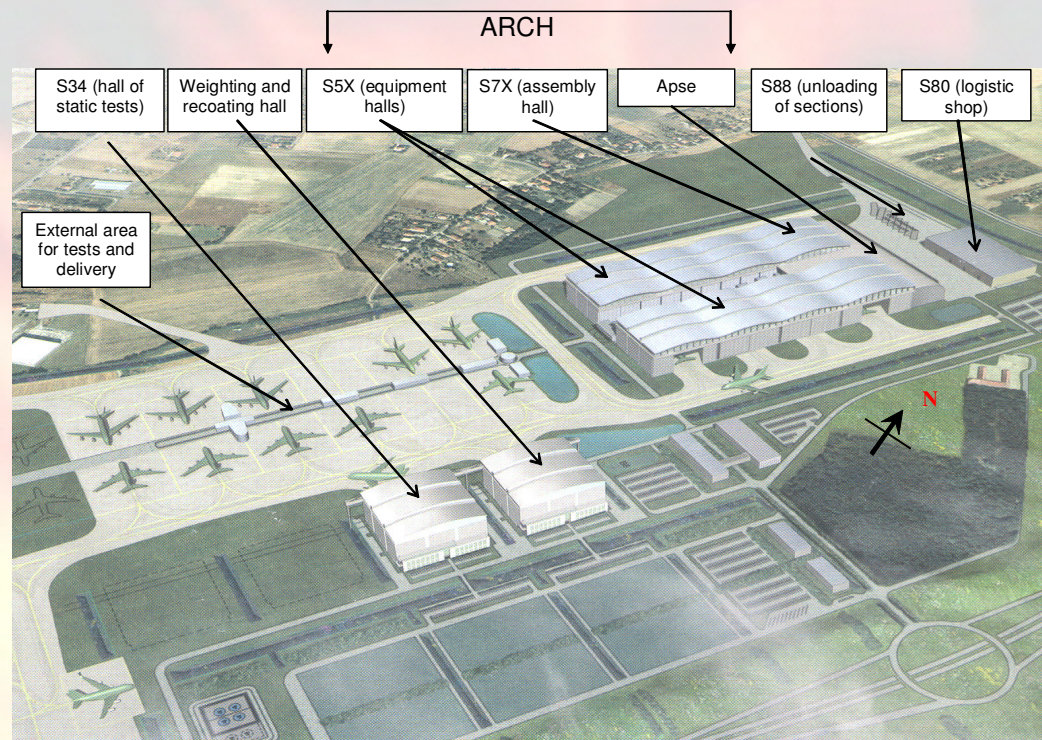 ARCH
S34 (hall of
static tests)
Weighting and
recoating hall
S5X (equipment
halls)
S7X (assembly
hall)
Apse
S88 (unloading
of sections)
S80 (logistic
shop)
External area
for tests and
delivery
N